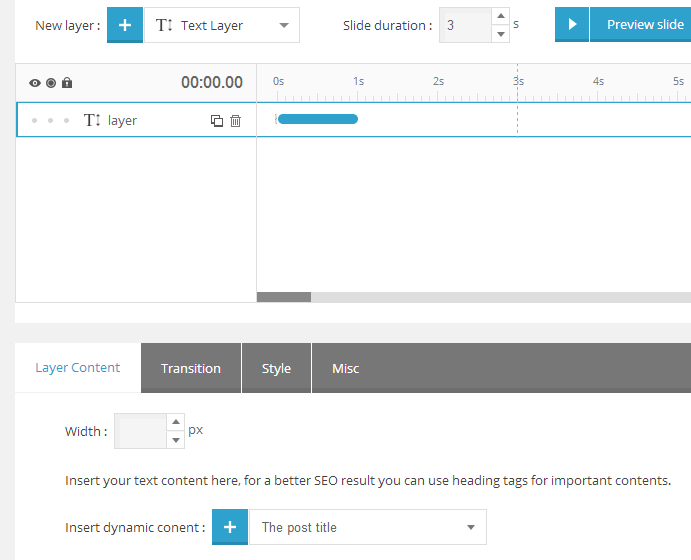 New layer : + T↕ Text Layer Slide duration : 3 s Preview slide
00:00.00 0s 1s 2s 3s 4s 5s
T↕ layer
Layer Content Transition Style Misc
Width : px
Insert your text content here, for a better SEO result you can use heading tags for important contents.
Insert dynamic conent : + The post title